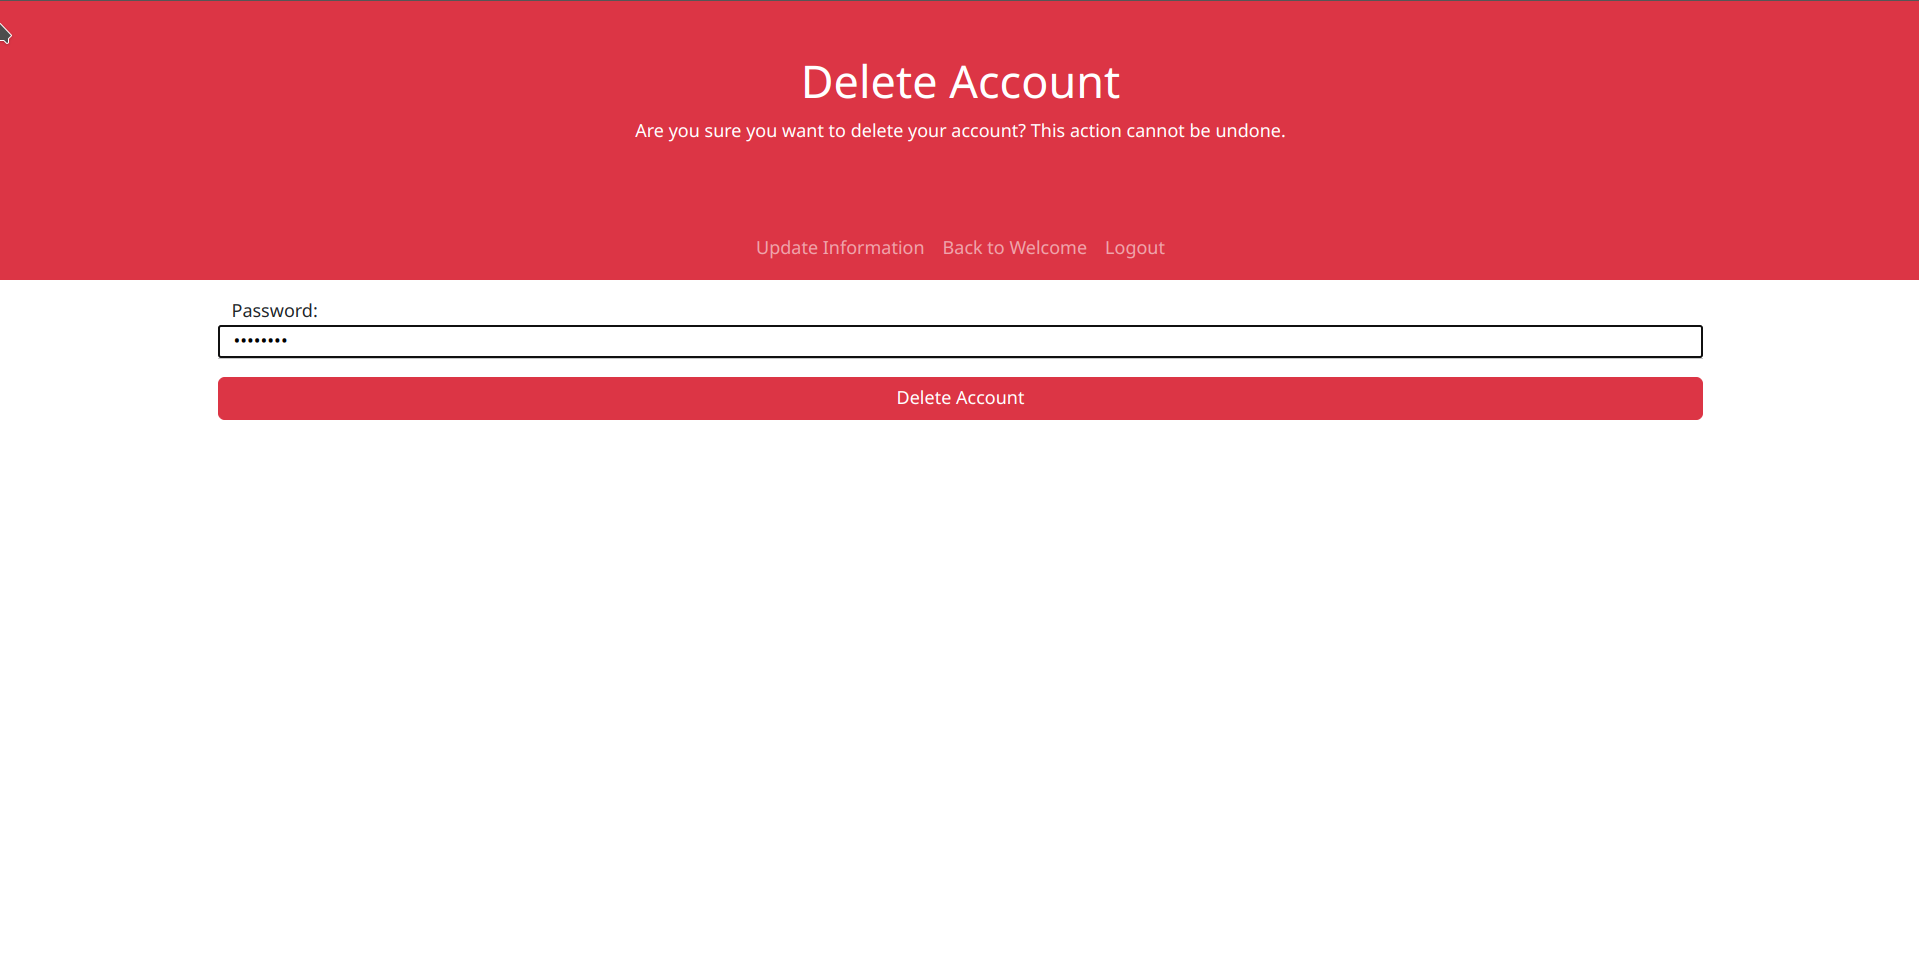 Delete Account
Are you sure you want to delete your account? This action cannot be undone.
Update Information Back to Welcome Logout
Password:
••••••••
Delete Account